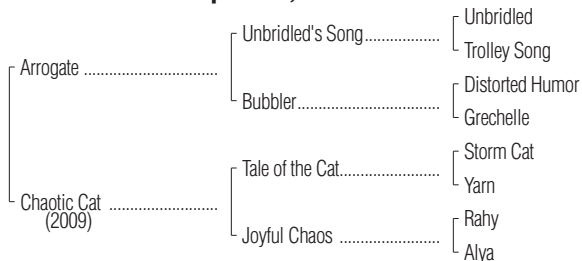 Unbridled
Unbridled's Song..................
Trolley Song
Arrogate ................................
Distorted Humor
Bubbler..................................
Grechelle
Storm Cat
Tale of the Cat.......................
Yarn
Chaotic Cat ..........................
(2009)
Rahy
Joyful Chaos ........................
Alya